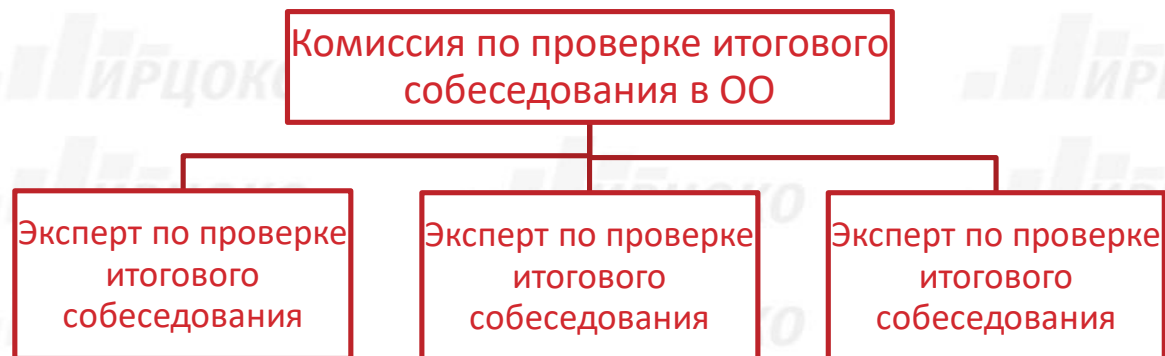 Комиссия по проверке итогового
собеседования в ОО
Эксперт по проверке
итогового
собеседования
Эксперт по проверке
итогового
собеседования
Эксперт по проверке
итогового
собеседования
ИРЦОКО